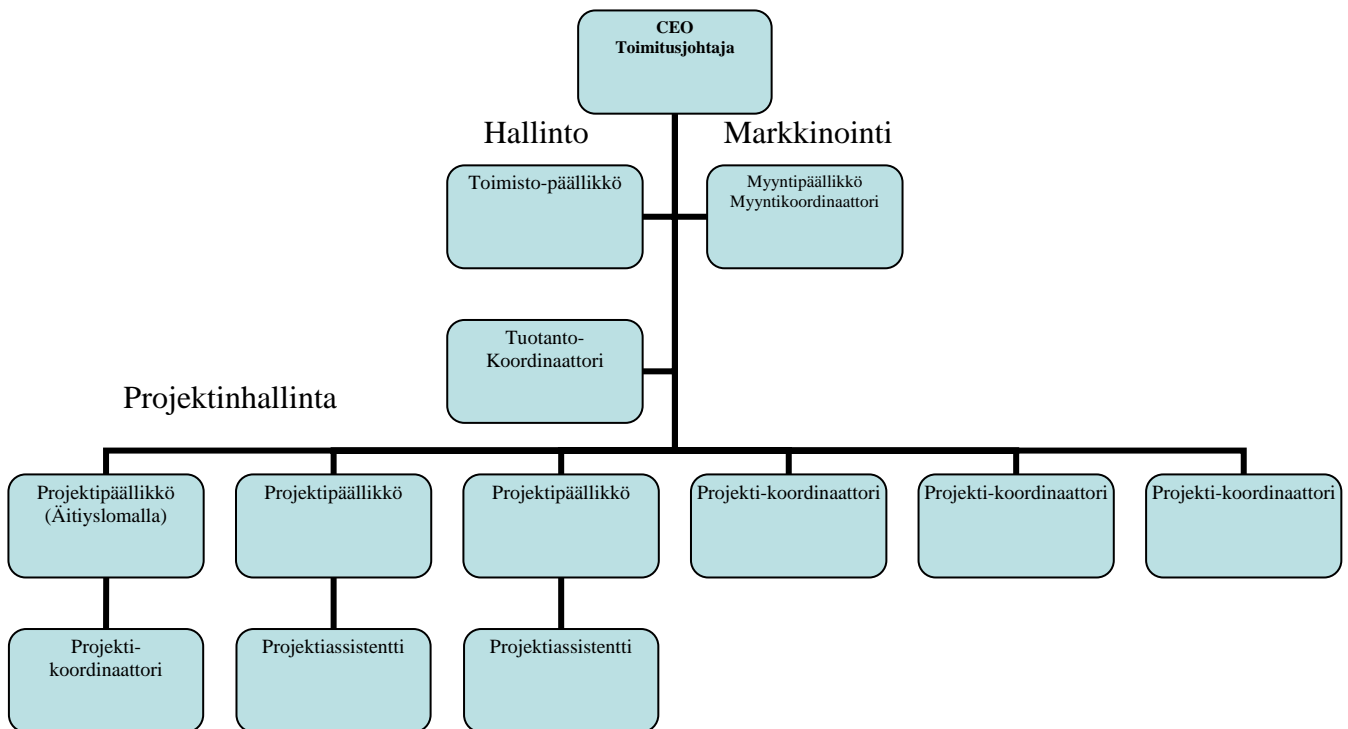 CEO
Toimitusjohtaja
Hallinto
Markkinointi
Toimisto-päällikkö
Myyntipäällikkö
Myyntikoordinaattori
Tuotanto-
Koordinaattori
Projektinhallinta
Projektipäällikkö
(Äitiyslomalla)
Projektipäällikkö
Projektipäällikkö
Projekti-koordinaattori
Projekti-koordinaattori
Projekti-koordinaattori
Projekti-
koordinaattori
Projektiassistentti
Projektiassistentti